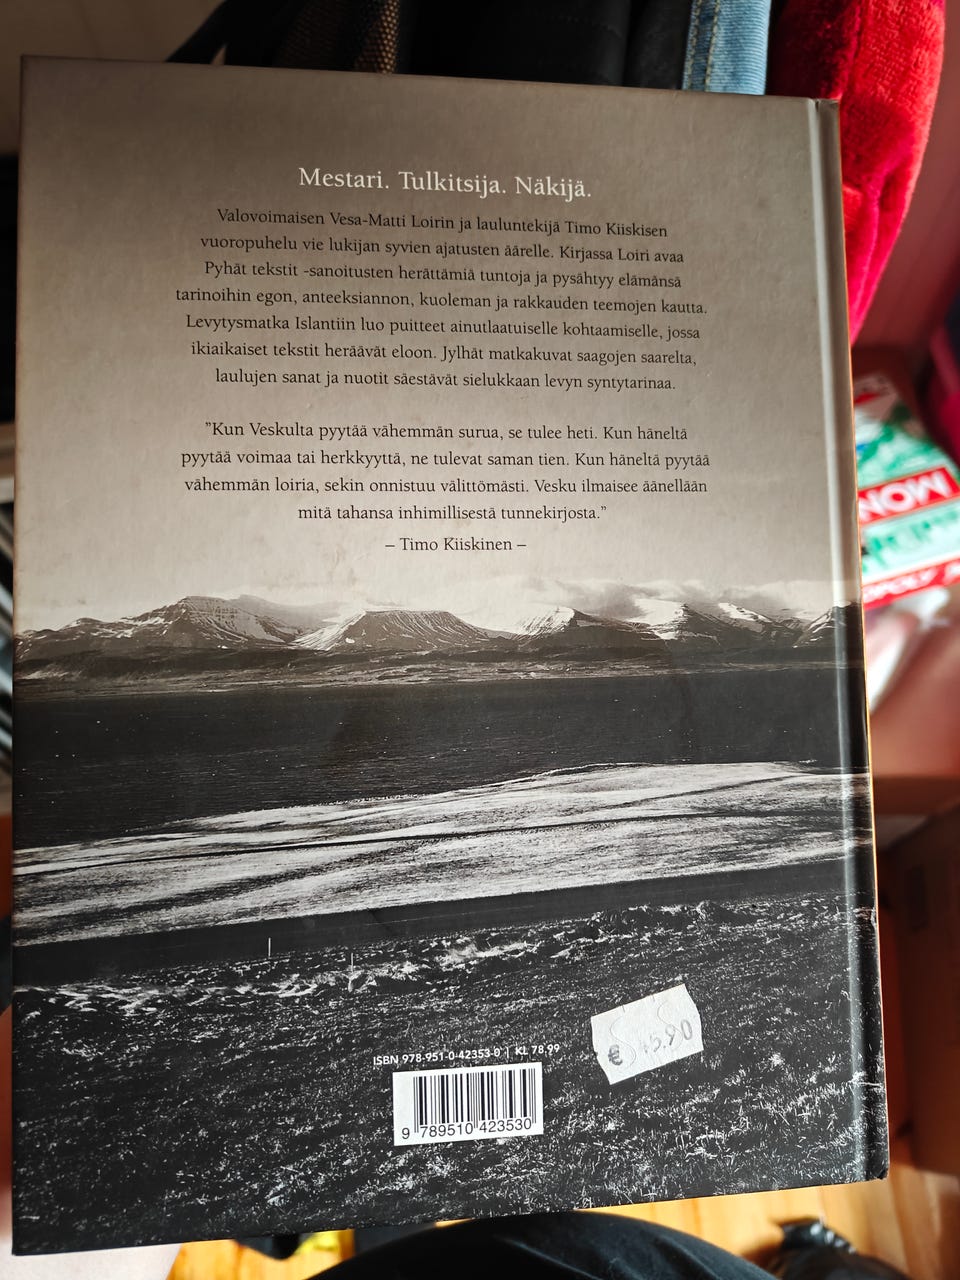 Mestari. Tulkitsija. Näkijä.
Valovoimaisen Vesa-Matti Loirin ja lauluntekijä Timo Kiiskisen
vuoropuhelu vie lukijan syvien ajatusten äärelle. Kirjassa Loiri avaa
Pyhät tekstit -sanoitusten herättämiä tuntoja ja pysähtyy elämänsä
tarinoihin egon, anteeksiannon, kuoleman ja rakkauden teemojen kautta.
Levytysmatka Islantiin luo puitteet ainutlaatuiselle kohtaamiselle, jossa
ikiaikaiset tekstit heräävät eloon. Jylhät matkakuvat saagojen saarelta,
laulujen sanat ja nuotit säestävät sielukkaan levyn syntytarinaa.
”Kun Veskulta pyytää vähemmän surua, se tulee heti. Kun häneltä
pyytää voimaa tai herkkyyttä, ne tulevat saman tien. Kun häneltä pyytää
vähemmän loiria, sekin onnistuu välittömästi. Vesku ilmaisee äänellään
mitä tahansa inhimillisestä tunnekirjosta.”
– Timo Kiiskinen –
MON
ISBN 978-951-0-42353-0 | KL 78.99
9 789510 423530
€